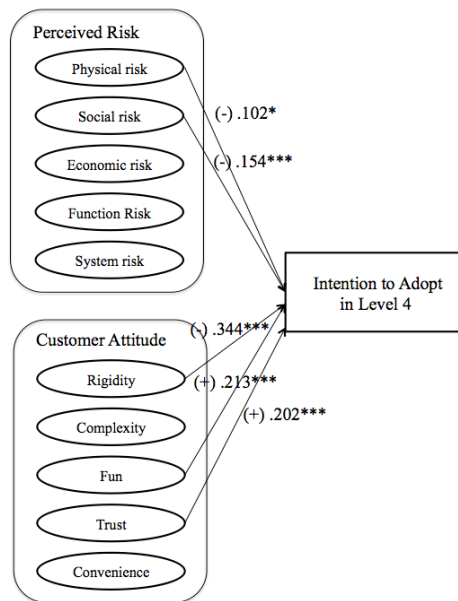 Perceived Risk
Physical risk
Social risk
Economic risk
Function Risk
System risk
(-) .102*
(-) .154***
Intention to Adopt
in Level 4
Customer Attitude
Rigidity
Complexity
Fun
Trust
Convenience
(-) .344***
(+) .213***
(+) .202***